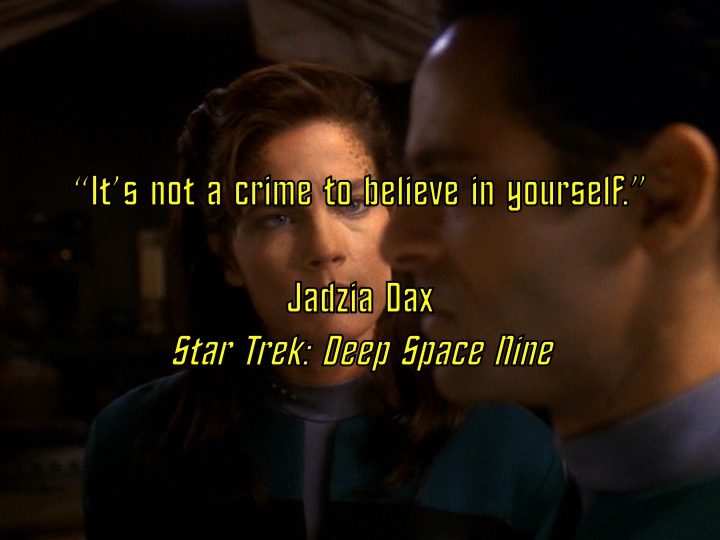 “It’s not a crime to believe in yourself.”
Jadzia Dax
Star Trek: Deep Space Nine